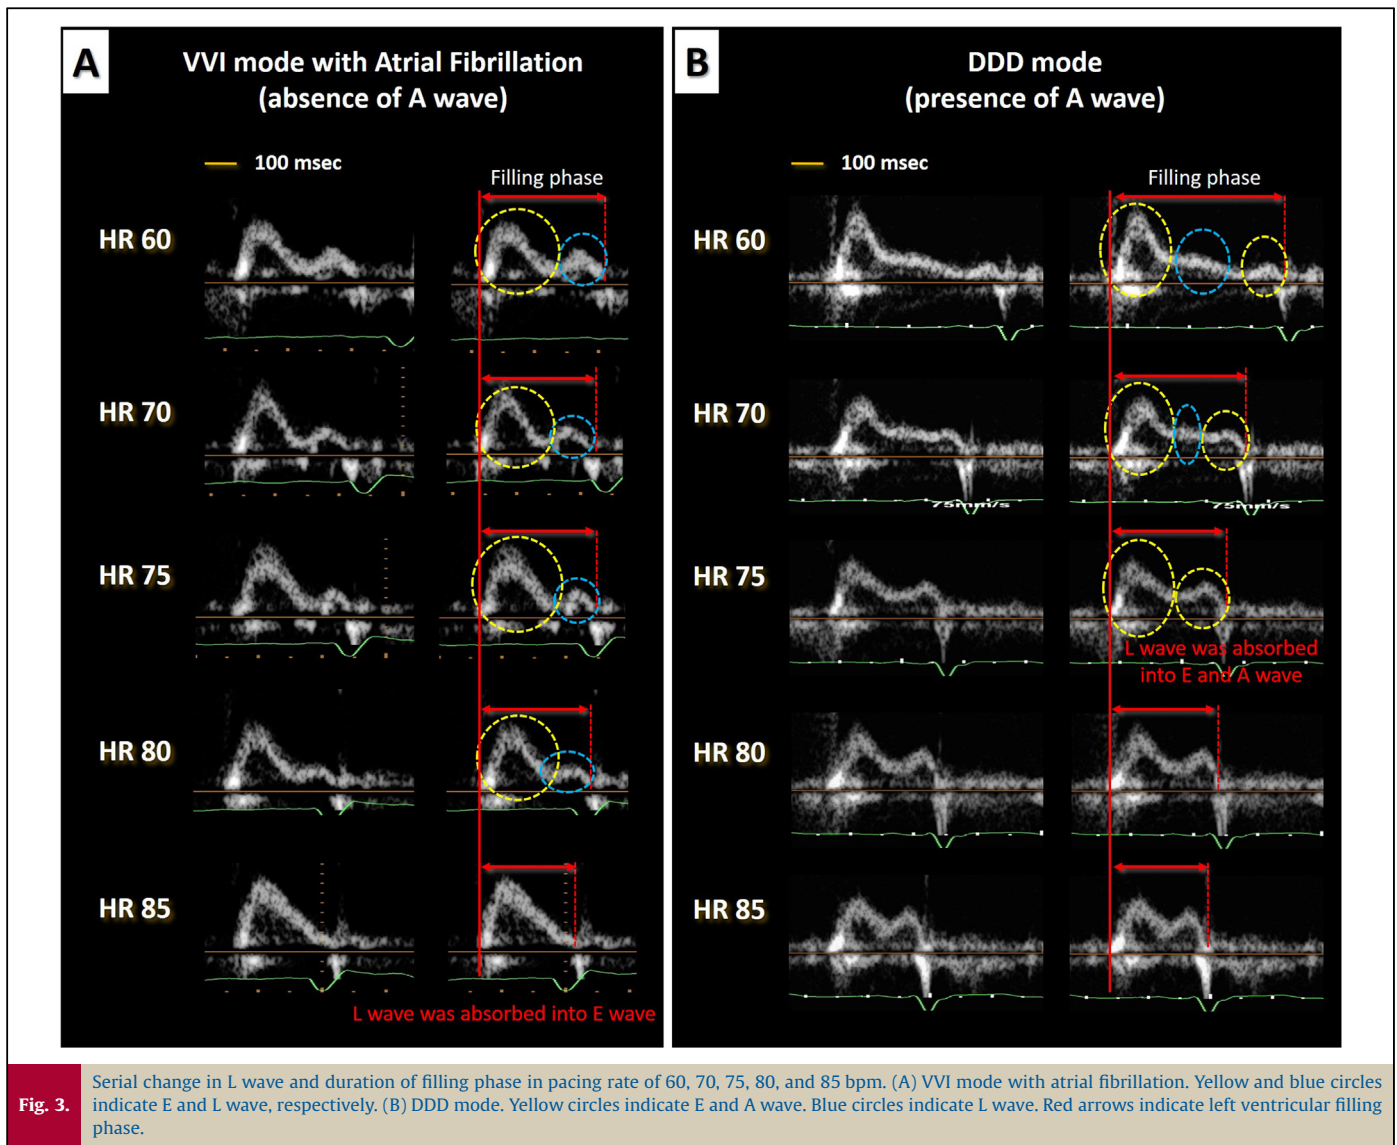 A
VVI mode with Atrial Fibrillation
(absence of A wave)
100 msec
Filling phase
HR 60
HR 70
HR 75
HR 80
HR 85
L wave was absorbed into E wave
B
DDD mode
(presence of A wave)
100 msec
Filling phase
HR 60
HR 70
75mm/s
75mm/s
HR 75
L wave was absorbed
into E and A wave
HR 80
HR 85
Fig. 3.
Serial change in L wave and duration of filling phase in pacing rate of 60, 70, 75, 80, and 85 bpm. (A) VVI mode with atrial fibrillation. Yellow and blue circles
indicate E and L wave, respectively. (B) DDD mode. Yellow circles indicate E and A wave. Blue circles indicate L wave. Red arrows indicate left ventricular filling
phase.